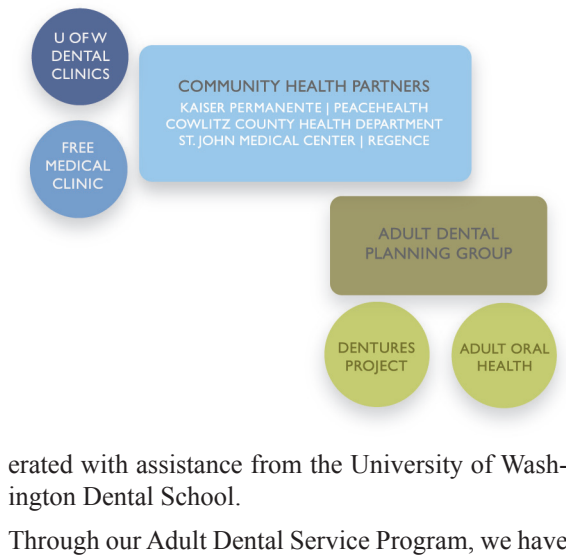 U OF W
DENTAL
CLINICS
COMMUNITY HEALTH PARTNERS
KAISER PERMANENTE | PEACEHEALTH
COWLITZ COUNTY HEALTH DEPARTMENT
ST. JOHN MEDICAL CENTER | REGENCE
FREE
MEDICAL
CLINIC
ADULT DENTAL
PLANNING GROUP
DENTURES
PROJECT
ADULT ORAL
HEALTH
erated with assistance from the University of Wash-
ington Dental School.
Through our Adult Dental Service Program, we have